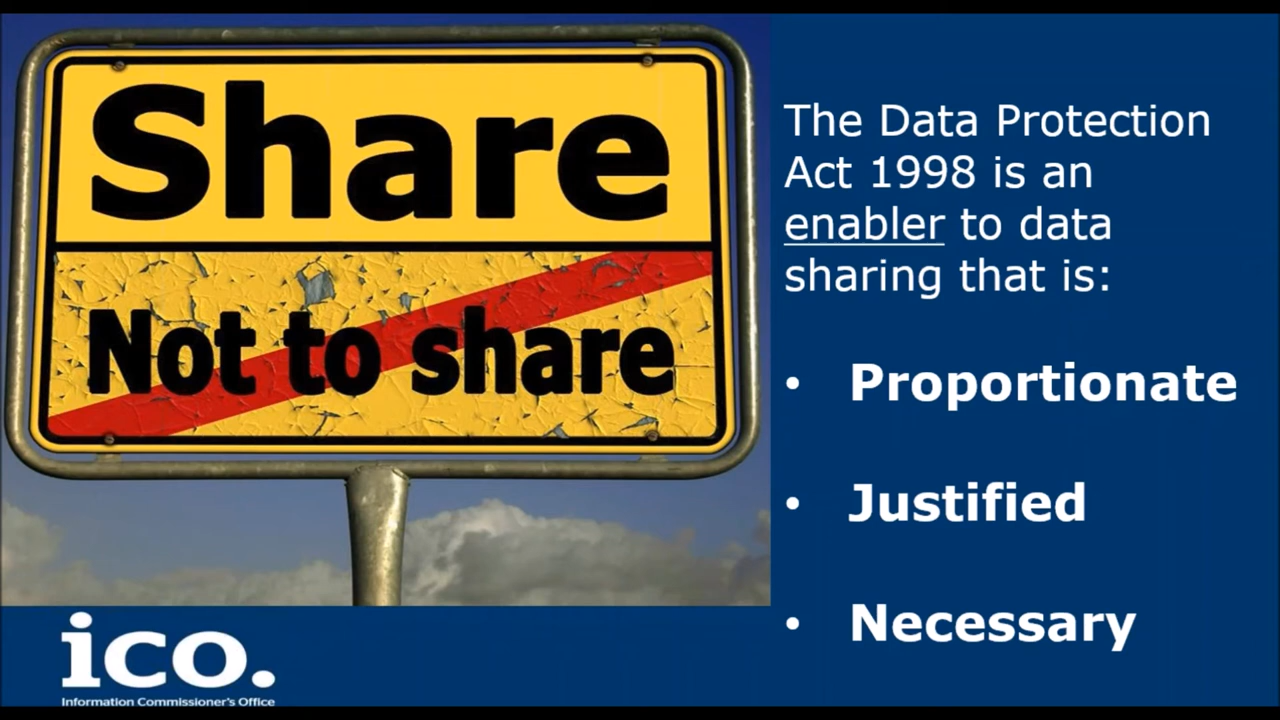 Share
Not to share
The Data Protection
Act 1998 is an
enabler to data
sharing that is:
• Proportionate
• Justified
• Necessary
ico.
Information Commissioner's Office